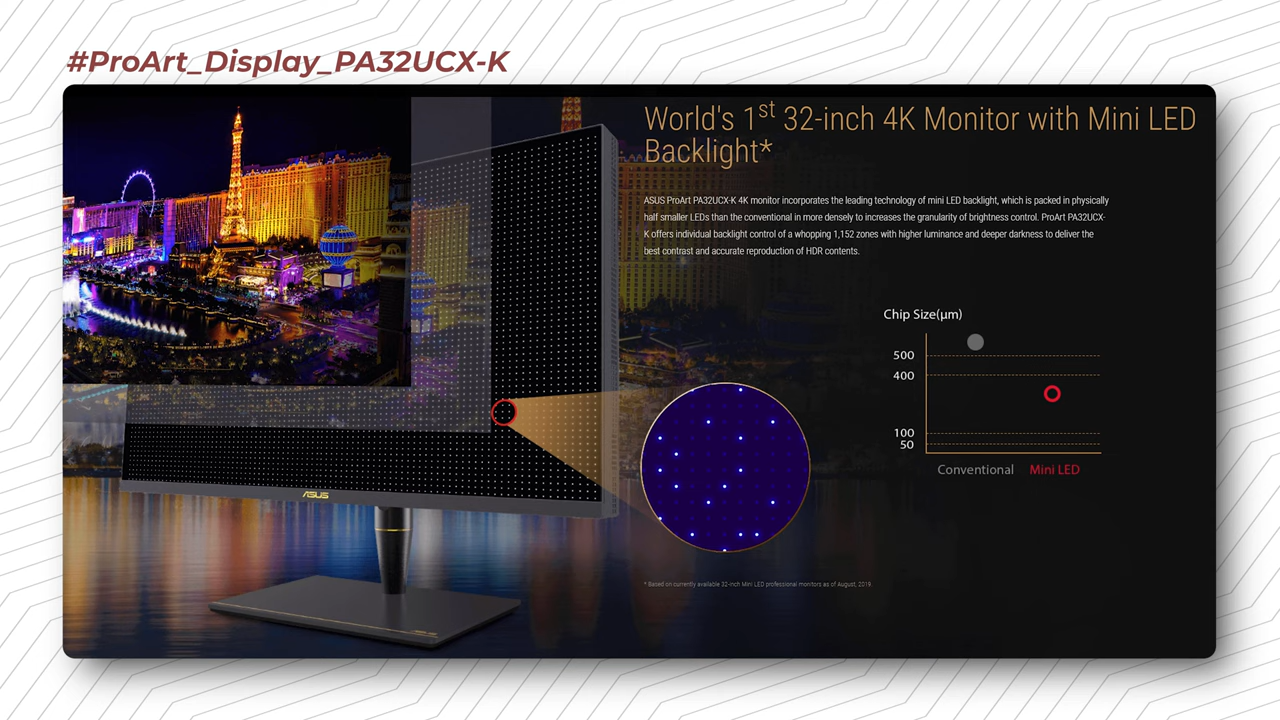 #ProArt_Display_PA32UCX-K
World's 1st 32-inch 4K Monitor with Mini LED
Backlight*
ASUS ProArt PA32UCX-K 4K monitor incorporates the leading technology of mini LED backlight, which is packed in physically
half smaller LEDs than the conventional in more densely to increases the granularity of brightness control. ProArt PA32UCX-
K offers individual backlight control of a whopping 1,152 zones with higher luminance and deeper darkness to deliver the
best contrast and accurate reproduction of HDR contents.
Chip Size(μm)
500
400
100
50
Conventional Mini LED
ASUS
* Based on currently available 32-inch Mini LED professional monitors as of August, 2019.